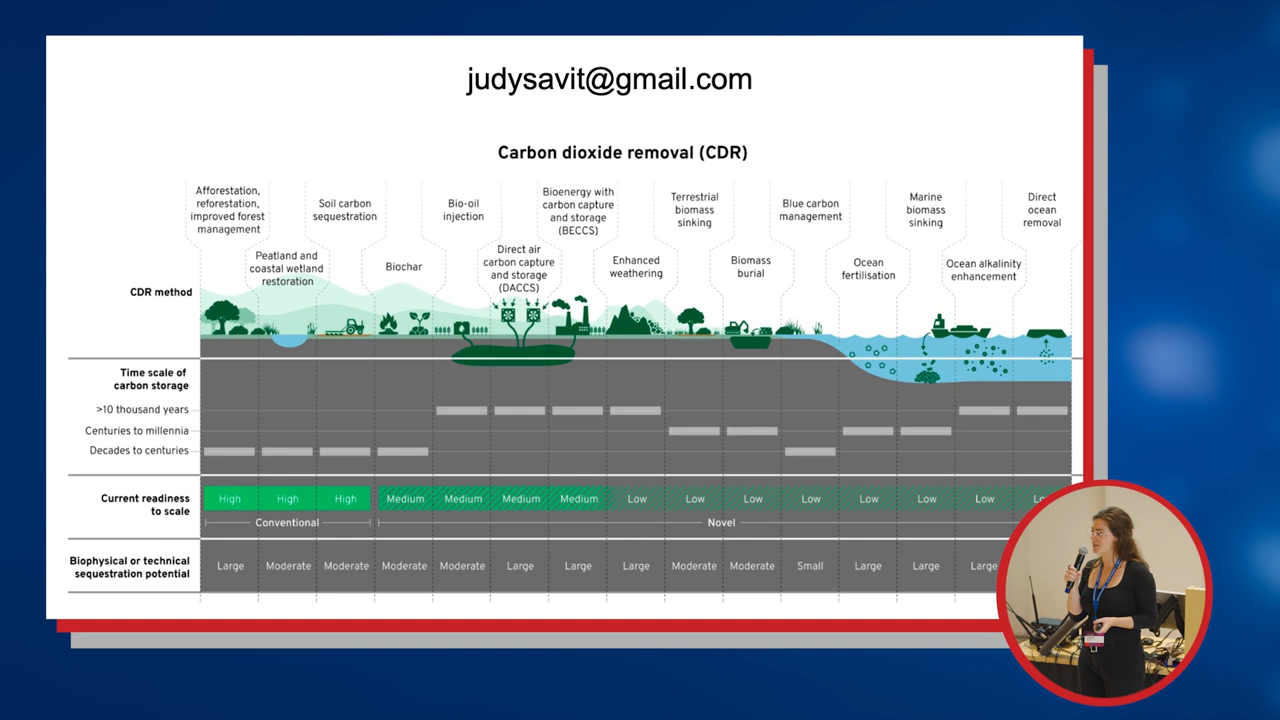 judysavit@gmail.com
Carbon dioxide removal (CDR)
Afforestation,
reforestation,
improved forest
management
Peatland and
coastal wetland
restoration
Soil carbon
sequestration
Biochar
Bio-oil
injection
Direct air
carbon capture
and storage
(DACCS)
Bioenergy with
carbon capture
and storage
(BECCS)
Enhanced
weathering
Terrestrial
biomass
sinking
Biomass
burial
Blue carbon
management
Ocean
fertilisation
Marine
biomass
sinking
Ocean alkalinity
enhancement
Direct
ocean
removal
CDR method
Time scale of
carbon storage
>10 thousand years
Centuries to millennia
Decades to centuries
Current readiness
to scale
High High High Medium Medium Medium Medium Low Low Low Low Low Low Low
Conventional Novel
Biophysical or technical
sequestration potential
Large Moderate Moderate Moderate Moderate Large Large Large Moderate Moderate Small Large Large Large